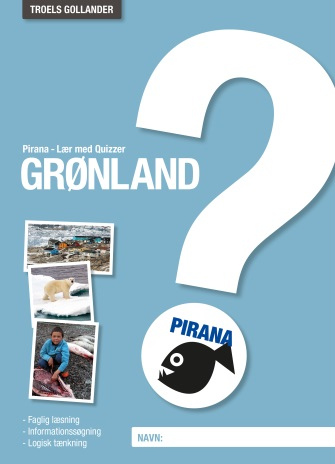 TROELS GOLLANDER
Pirana - Lær med Quizzer
GRØNLAND
?
PIRANA
- Faglig læsning
- Informationssøgning
- Logisk tænkning
NAVN: